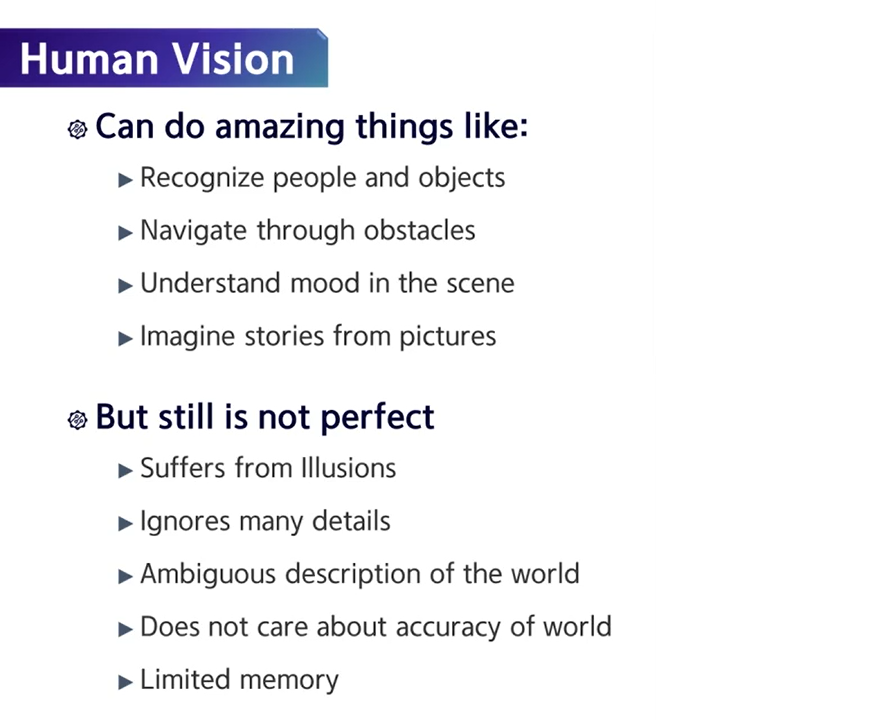 Human Vision
Can do amazing things like:
Recognize people and objects
Navigate through obstacles
Understand mood in the scene
Imagine stories from pictures
But still is not perfect
Suffers from Illusions
Ignores many details
Ambiguous description of the world
Does not care about accuracy of world
Limited memory